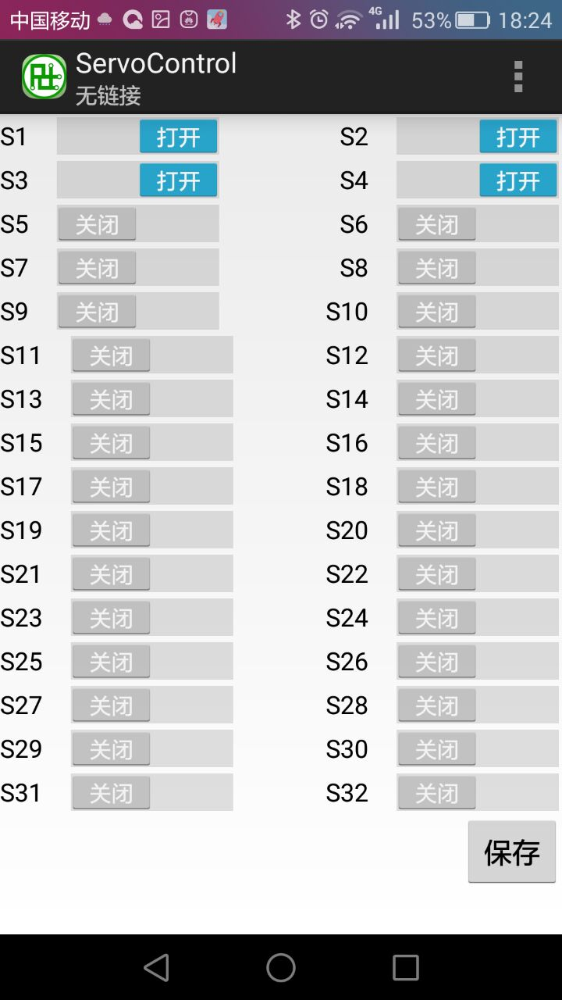 中国移动 4G 53% 18:24
ServoControl
无链接
S1 打开 S2 打开
S3 打开 S4 打开
S5 关闭 S6 关闭
S7 关闭 S8 关闭
S9 关闭 S10 关闭
S11 关闭 S12 关闭
S13 关闭 S14 关闭
S15 关闭 S16 关闭
S17 关闭 S18 关闭
S19 关闭 S20 关闭
S21 关闭 S22 关闭
S23 关闭 S24 关闭
S25 关闭 S26 关闭
S27 关闭 S28 关闭
S29 关闭 S30 关闭
S31 关闭 S32 关闭
保存